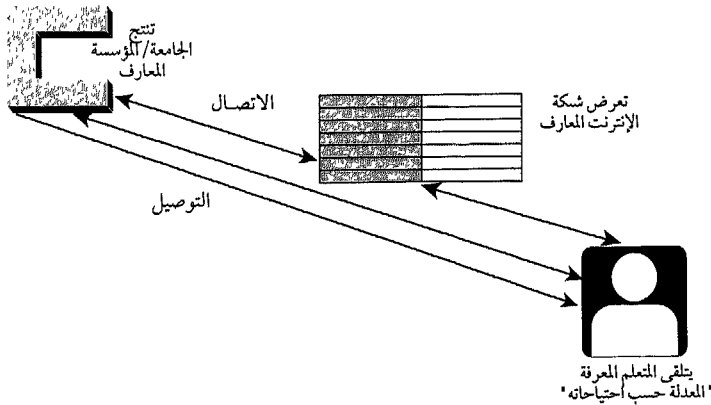 تنتج
الجامعة/المؤسسة
المعارف
الاتصال
تعرض شبكة
الإنترنت المعارف
التوصيل
يتلقى المتعلم المعرفة
"المعدلة حسب احتياجاته"